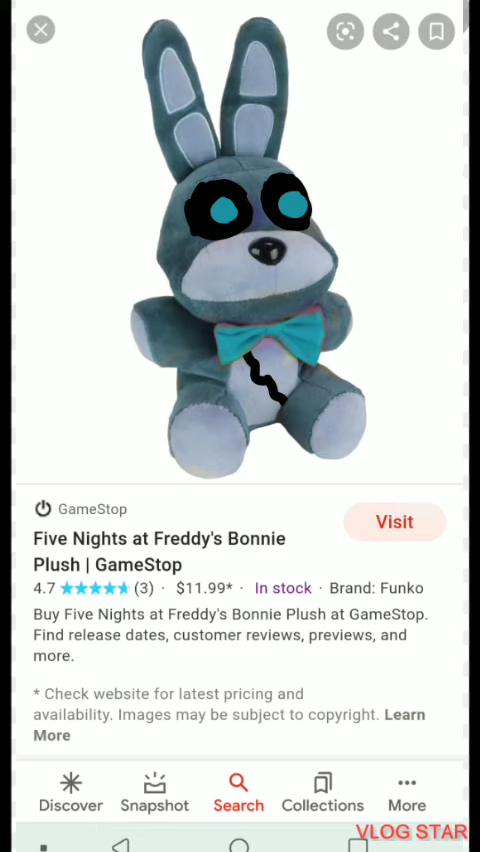 GameStop
Visit
Five Nights at Freddy's Bonnie
Plush | GameStop
4.7 (3) · $11.99* · In stock · Brand: Funko
Buy Five Nights at Freddy's Bonnie Plush at GameStop.
Find release dates, customer reviews, previews, and
more.
* Check website for latest pricing and
availability. Images may be subject to copyright. Learn
More
Discover Snapshot Search Collections More
VLOG STAR